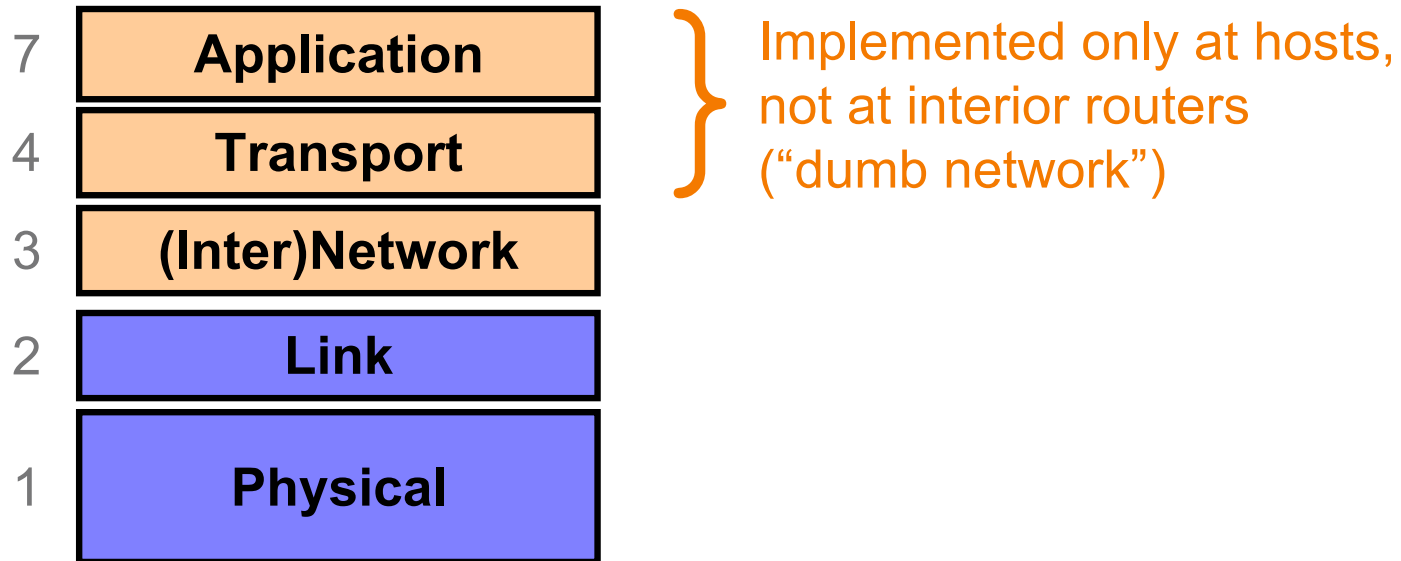 7 Application
4 Transport
3 (Inter)Network
2 Link
1 Physical
Implemented only at hosts,
not at interior routers
(“dumb network”)